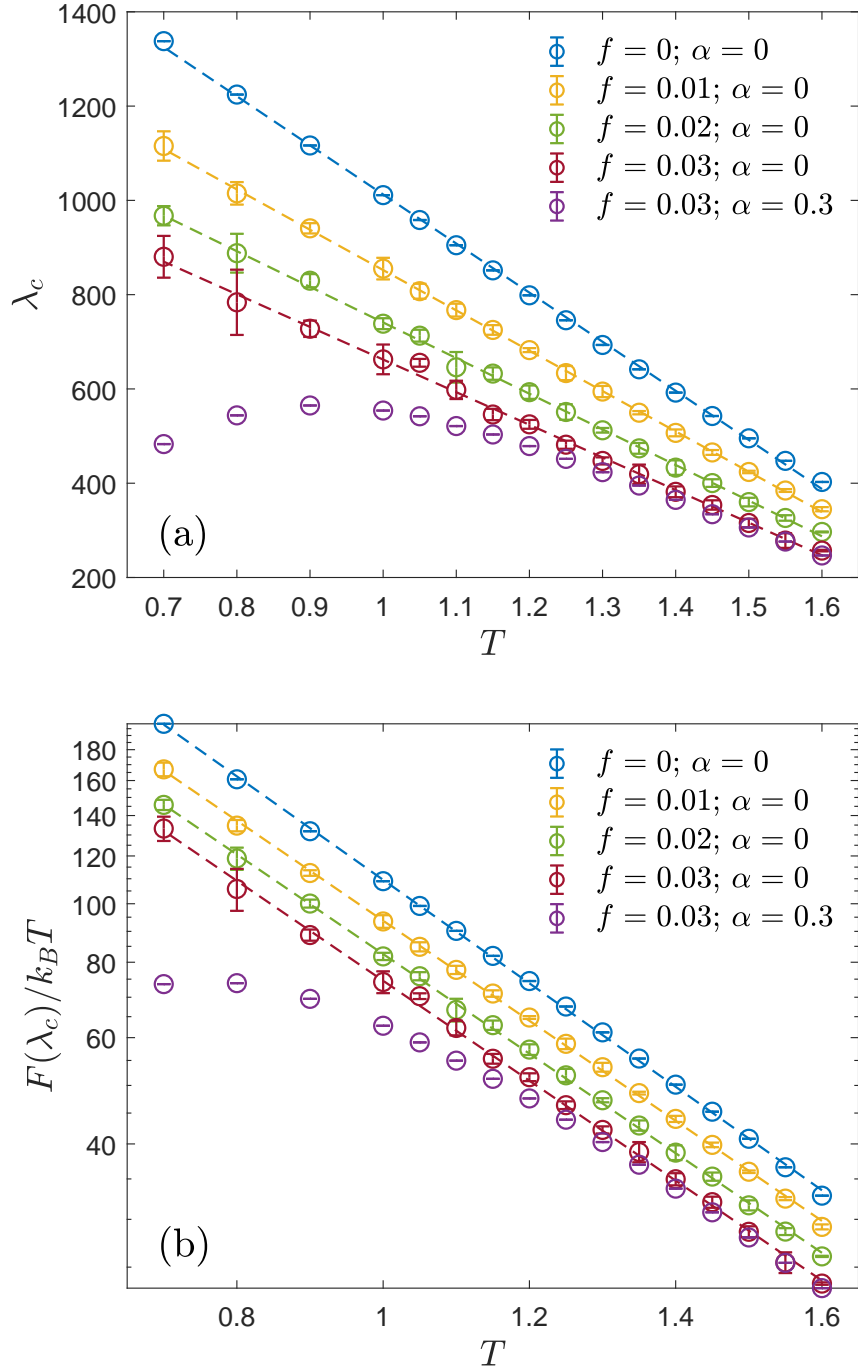 1400
1200
1000
800
600
400
200
λc
f = 0; α = 0
f = 0.01; α = 0
f = 0.02; α = 0
f = 0.03; α = 0
f = 0.03; α = 0.3
(a)
0.7 0.8 0.9 1 1.1 1.2 1.3 1.4 1.5 1.6
T
180
160
140
120
100
80
60
40
F(λc)/kBT
f = 0; α = 0
f = 0.01; α = 0
f = 0.02; α = 0
f = 0.03; α = 0
f = 0.03; α = 0.3
(b)
0.8 1 1.2 1.4 1.6
T